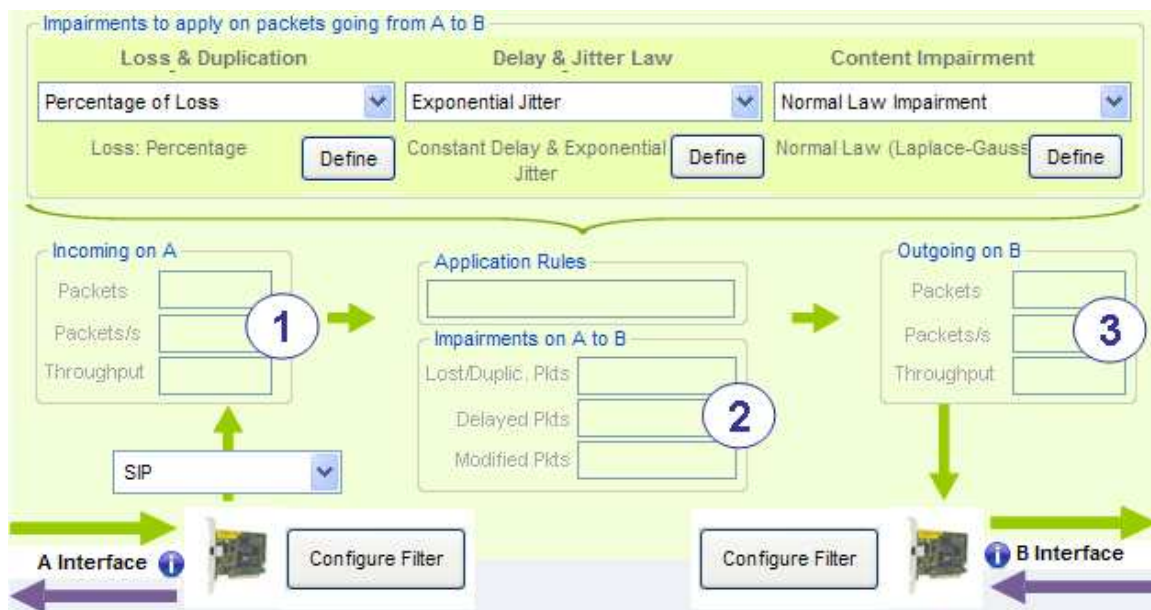 Impairments to apply on packets going from A to B
Loss & Duplication
Delay & Jitter Law
Content Impairment
Percentage of Loss
Exponential Jitter
Normal Law Impairment
Loss: Percentage
Define
Constant Delay & Exponential
Jitter
Define
Normal Law (Laplace-Gauss
Define
Incoming on A
Packets
Packets/s
Throughput
1
Application Rules
Impairments on A to B
Lost/Duplic. Pkts
Delayed Pkts
Modified Pkts
2
Outgoing on B
Packets
Packets/s
Throughput
3
SIP
A Interface
Configure Filter
Configure Filter
B Interface